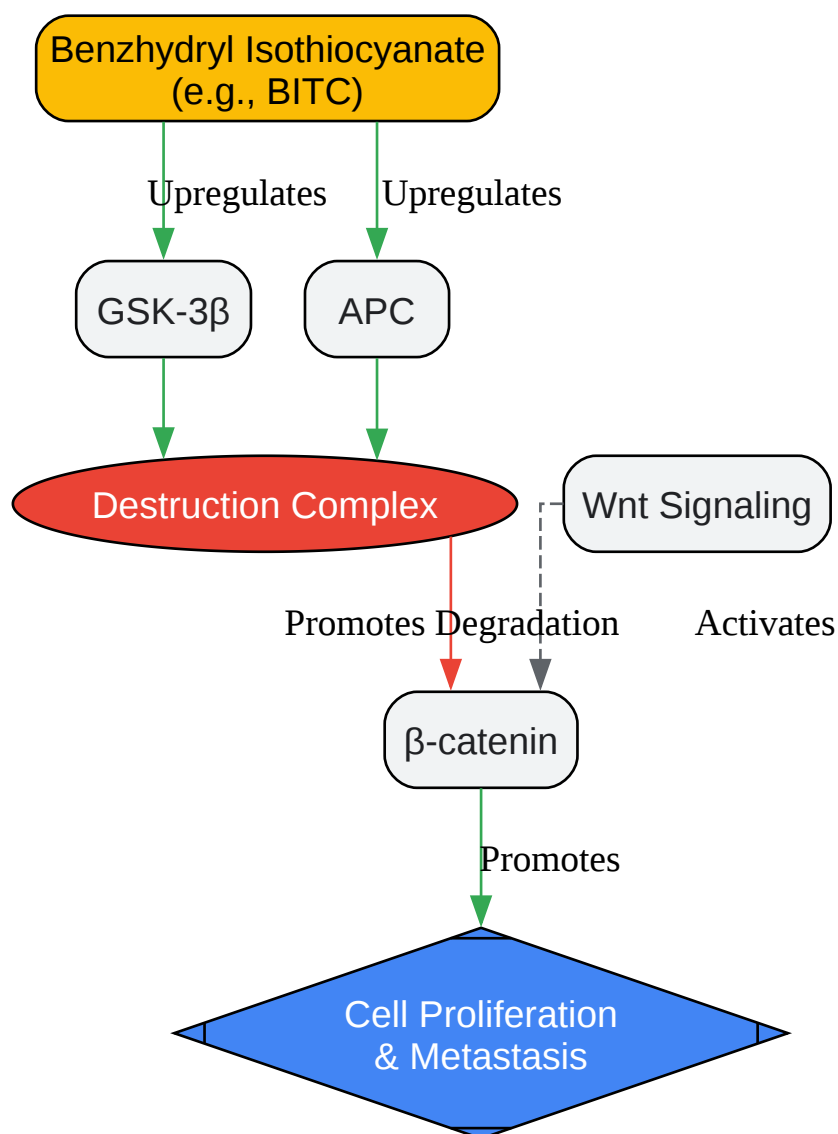 Benzhydryl Isothiocyanate
(e.g., BITC)
Upregulates
Upregulates
GSK-3β
APC
Destruction Complex
Wnt Signaling
Promotes Degradation
Activates
β-catenin
Promotes
Cell Proliferation
& Metastasis